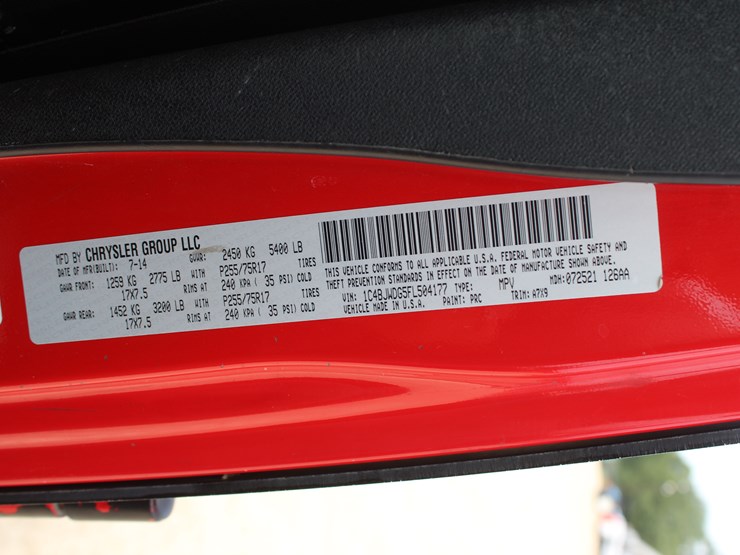 MFD BY CHRYSLER GROUP LLC
DATE OF MFR(BUILT): 7-14 GVWR: 2450 KG 5400 LB
GAWR FRONT: 1259 KG 2775 LB WITH P255/75R17 TIRES
17X7.5 RIMS AT 240 KPA ( 35 PSI) COLD
GAWR REAR: 1452 KG 3200 LB WITH P255/75R17 TIRES
17X7.5 RIMS AT 240 KPA ( 35 PSI) COLD
THIS VEHICLE CONFORMS TO ALL APPLICABLE U.S.A. FEDERAL MOTOR VEHICLE SAFETY AND
THEFT PREVENTION STANDARDS IN EFFECT ON THE DATE OF MANUFACTURE SHOWN ABOVE.
VIN: 1C4BJWDG5FL504177 TYPE: MPV MDH: 072521 126AA
VEHICLE MADE IN U.S.A. PAINT: PRC TRIM: A7X9